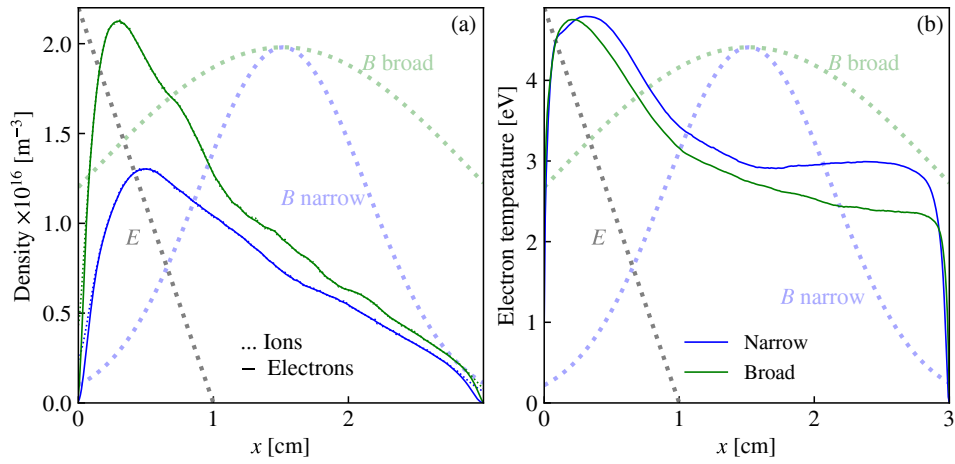 (a)
2.0
1.5
1.0
0.5
0.0
Density ×10¹⁶ [m⁻³]
B broad
B narrow
E
... Ions
– Electrons
0
1
2
x [cm]
(b)
4
3
2
1
0
Electron temperature [eV]
B broad
E
B narrow
Narrow
Broad
0
1
2
3
x [cm]